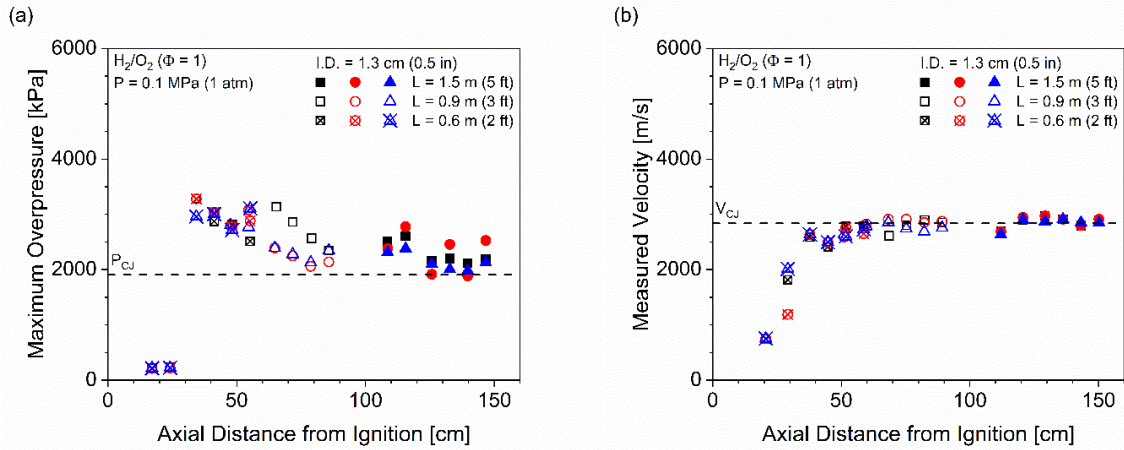 (a)
H₂/O₂ (Φ = 1)
P = 0.1 MPa (1 atm)
I.D. = 1.3 cm (0.5 in)
L = 1.5 m (5 ft)
L = 0.9 m (3 ft)
L = 0.6 m (2 ft)
P_CJ
Maximum Overpressure [kPa]
6000
4000
2000
0
0 50 100 150
Axial Distance from Ignition [cm]
(b)
H₂/O₂ (Φ = 1)
P = 0.1 MPa (1 atm)
I.D. = 1.3 cm (0.5 in)
L = 1.5 m (5 ft)
L = 0.9 m (3 ft)
L = 0.6 m (2 ft)
V_CJ
Measured Velocity [m/s]
6000
4000
2000
0
0 50 100 150
Axial Distance from Ignition [cm]